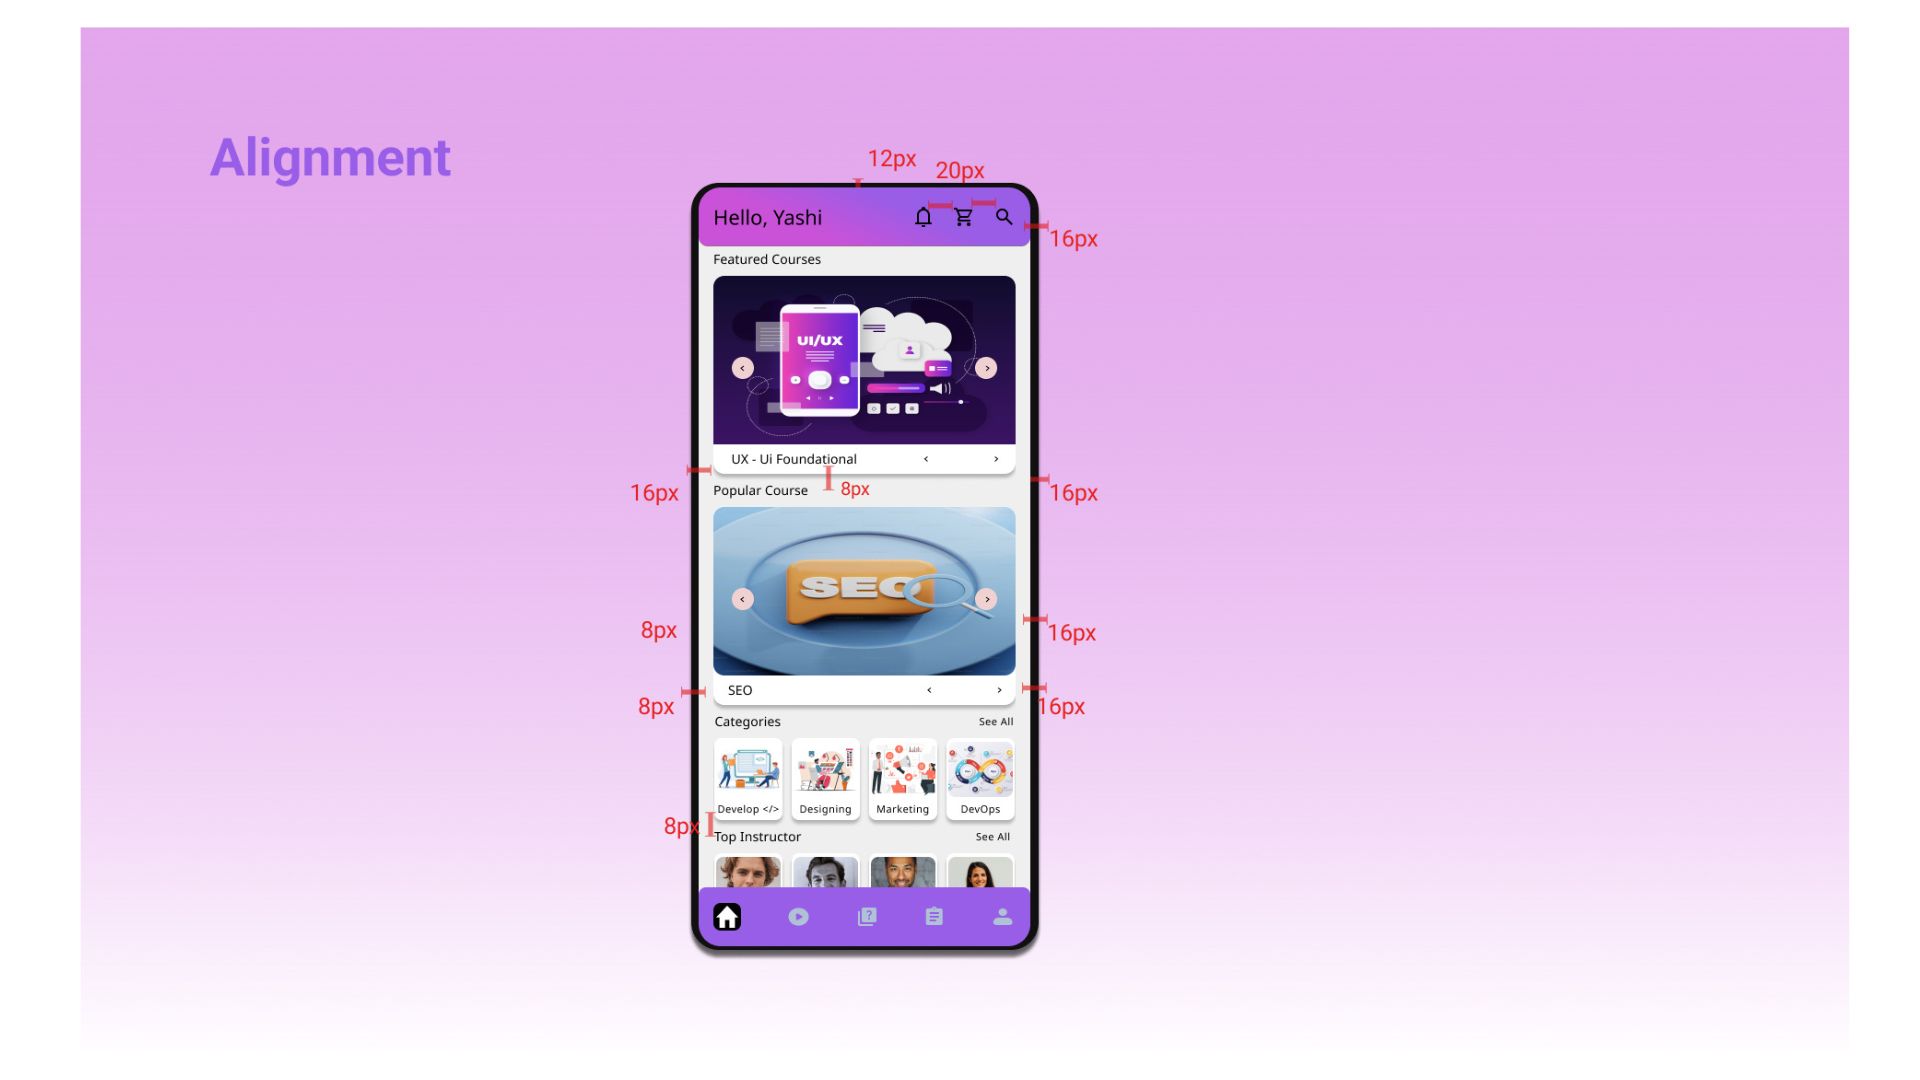 Alignment
12px
20px
Hello, Yashi
16px
Featured Courses
UI/UX
UX - Ui Foundational
16px
16px
Popular Course
8px
SEO
8px
16px
SEO
8px
16px
Categories
See All
Develop </>
Designing
Marketing
DevOps
8px
Top Instructor
See All